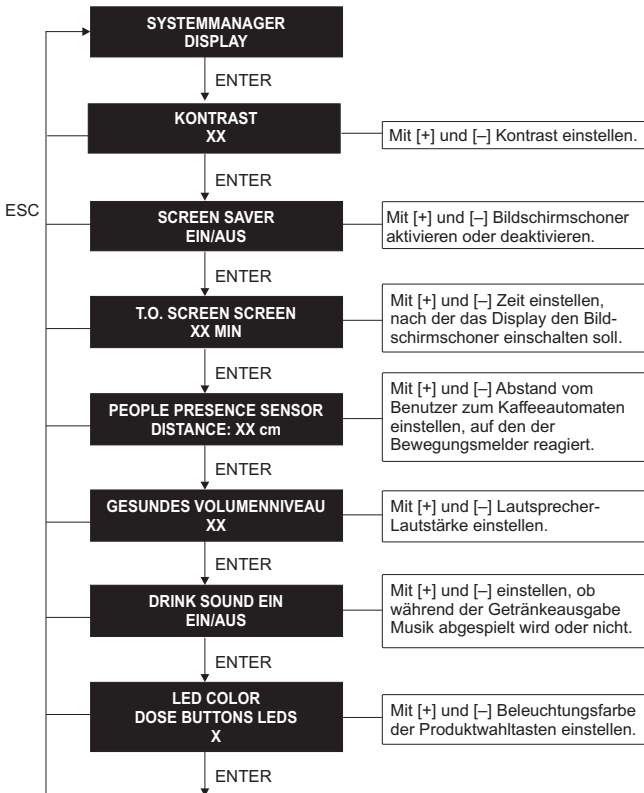 SYSTEMMANAGER
DISPLAY
ENTER
KONTRAST
XX
Mit [+] und [–] Kontrast einstellen.
ENTER
ESC
SCREEN SAVER
EIN/AUS
Mit [+] und [–] Bildschirmschoner
aktivieren oder deaktivieren.
ENTER
T.O. SCREEN SCREEN
XX MIN
Mit [+] und [–] Zeit einstellen,
nach der das Display den Bild-
schirmschoner einschalten soll.
ENTER
PEOPLE PRESENCE SENSOR
DISTANCE: XX cm
Mit [+] und [–] Abstand vom
Benutzer zum Kaffeeautomaten
einstellen, auf den der
Bewegungsmelder reagiert.
ENTER
GESUNDES VOLUMENNIVEAU
XX
Mit [+] und [–] Lautsprecher-
Lautstärke einstellen.
ENTER
DRINK SOUND EIN
EIN/AUS
Mit [+] und [–] einstellen, ob
während der Getränkeausgabe
Musik abgespielt wird oder nicht.
ENTER
LED COLOR
DOSE BUTTONS LEDS
X
Mit [+] und [–] Beleuchtungsfarbe
der Produktwahltasten einstellen.
ENTER